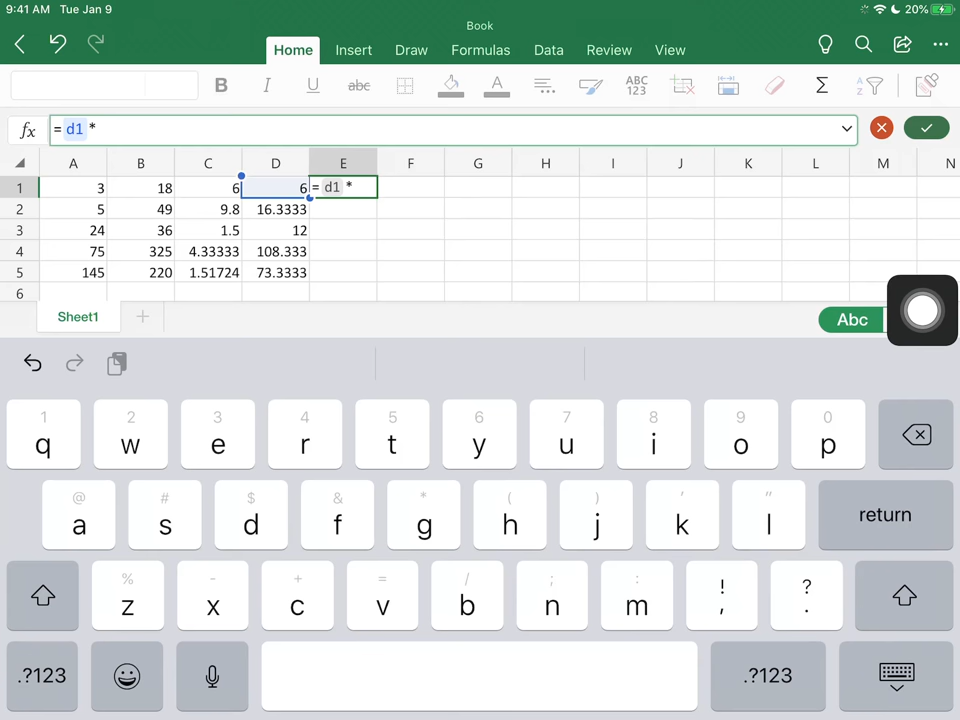 9:41 AM Tue Jan 9
20%
Book
Home Insert Draw Formulas Data Review View
B I U abc A ABC 123 Σ A Z
fx = d1 *
A B C D E F G H I J K L M N
1 3 18 6 6 = d1 *
2 5 49 9.8 16.3333
3 24 36 1.5 12
4 75 325 4.33333 108.333
5 145 220 1.51724 73.3333
6
Sheet1 +
Abc
1 2 3 4 5 6 7 8 9 0
q w e r t y u i o p
@ # $ & * ( ) ' "
a s d f g h j k l return
% - + = / ; : ! ?
z x c v b n m , .
.?123 .?123